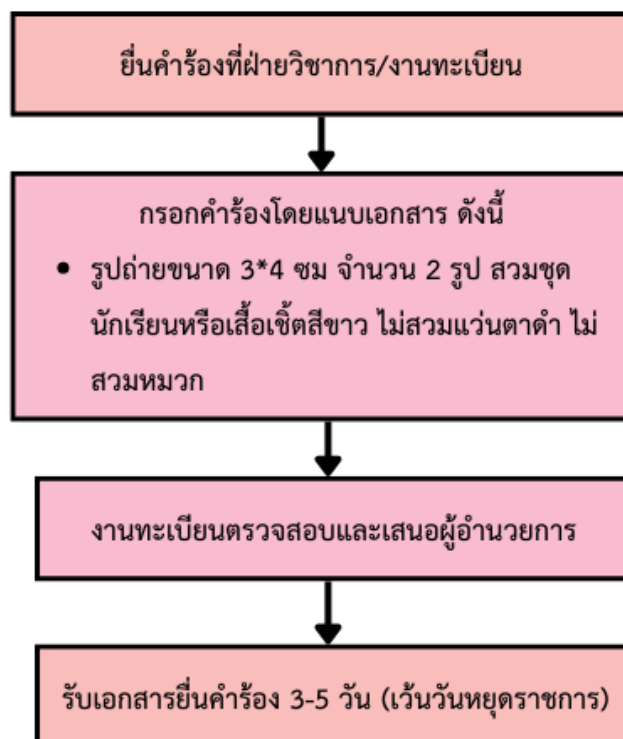 ยื่นคำร้องที่ฝ่ายวิชาการ/งานทะเบียน
กรอกคำร้องโดยแนบเอกสาร ดังนี้
• รูปถ่ายขนาด 3*4 ซม จำนวน 2 รูป สวมชุด
นักเรียนหรือเสื้อเชิ้ตสีขาว ไม่สวมแว่นตาดำ ไม่
สวมหมวก
งานทะเบียนตรวจสอบและเสนอผู้อำนวยการ
รับเอกสารยื่นคำร้อง 3-5 วัน (เว้นวันหยุดราชการ)